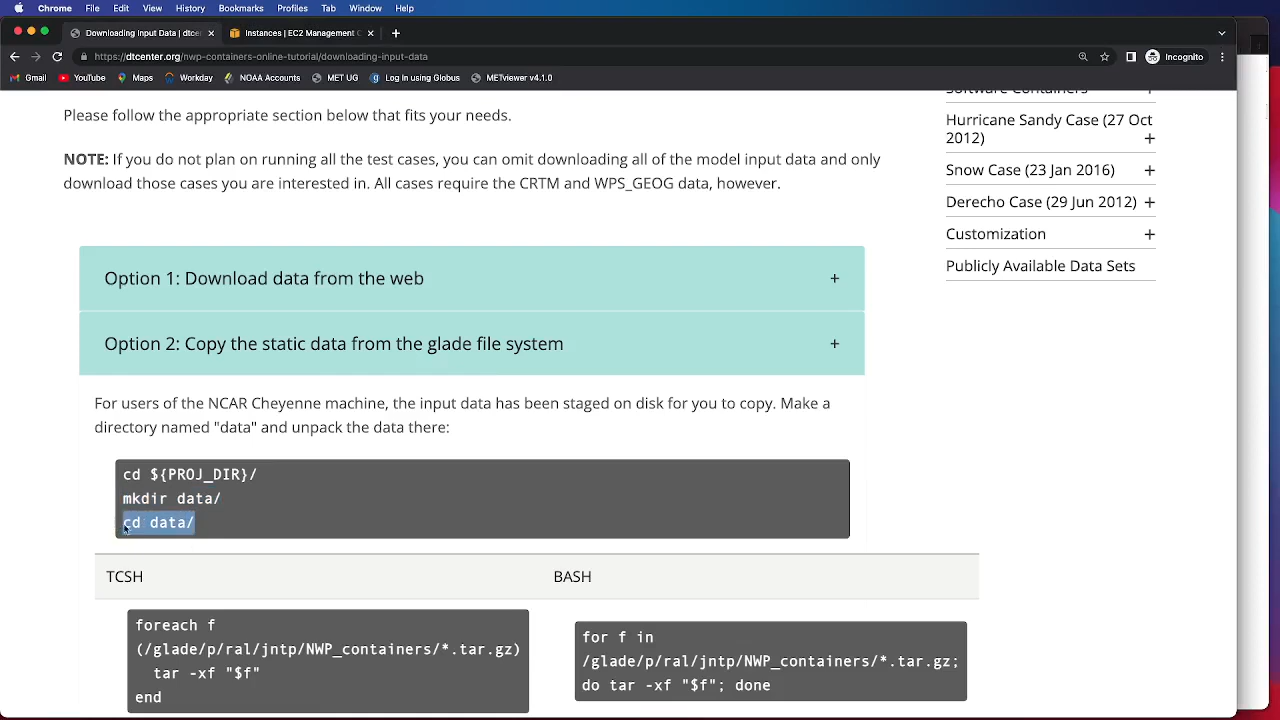 Chrome File Edit View History Bookmarks Profiles Tab Window Help
Downloading Input Data | dtce
Instances | EC2 Management C
https://dtcenter.org/nwp-containers-online-tutorial/downloading-input-data
Incognito
Gmail YouTube Maps Workday NOAA Accounts MET UG Log In using Globus METviewer v4.1.0
Please follow the appropriate section below that fits your needs.
NOTE: If you do not plan on running all the test cases, you can omit downloading all of the model input data and only
download those cases you are interested in. All cases require the CRTM and WPS_GEOG data, however.
Option 1: Download data from the web +
Option 2: Copy the static data from the glade file system +
For users of the NCAR Cheyenne machine, the input data has been staged on disk for you to copy. Make a
directory named "data" and unpack the data there:
cd ${PROJ_DIR}/
mkdir data/
cd data/
TCSH
foreach f
(/glade/p/ral/jntp/NWP_containers/*.tar.gz)
tar -xf "$f"
end
BASH
for f in
/glade/p/ral/jntp/NWP_containers/*.tar.gz;
do tar -xf "$f"; done
Software Containers +
Hurricane Sandy Case (27 Oct
2012) +
Snow Case (23 Jan 2016) +
Derecho Case (29 Jun 2012) +
Customization +
Publicly Available Data Sets